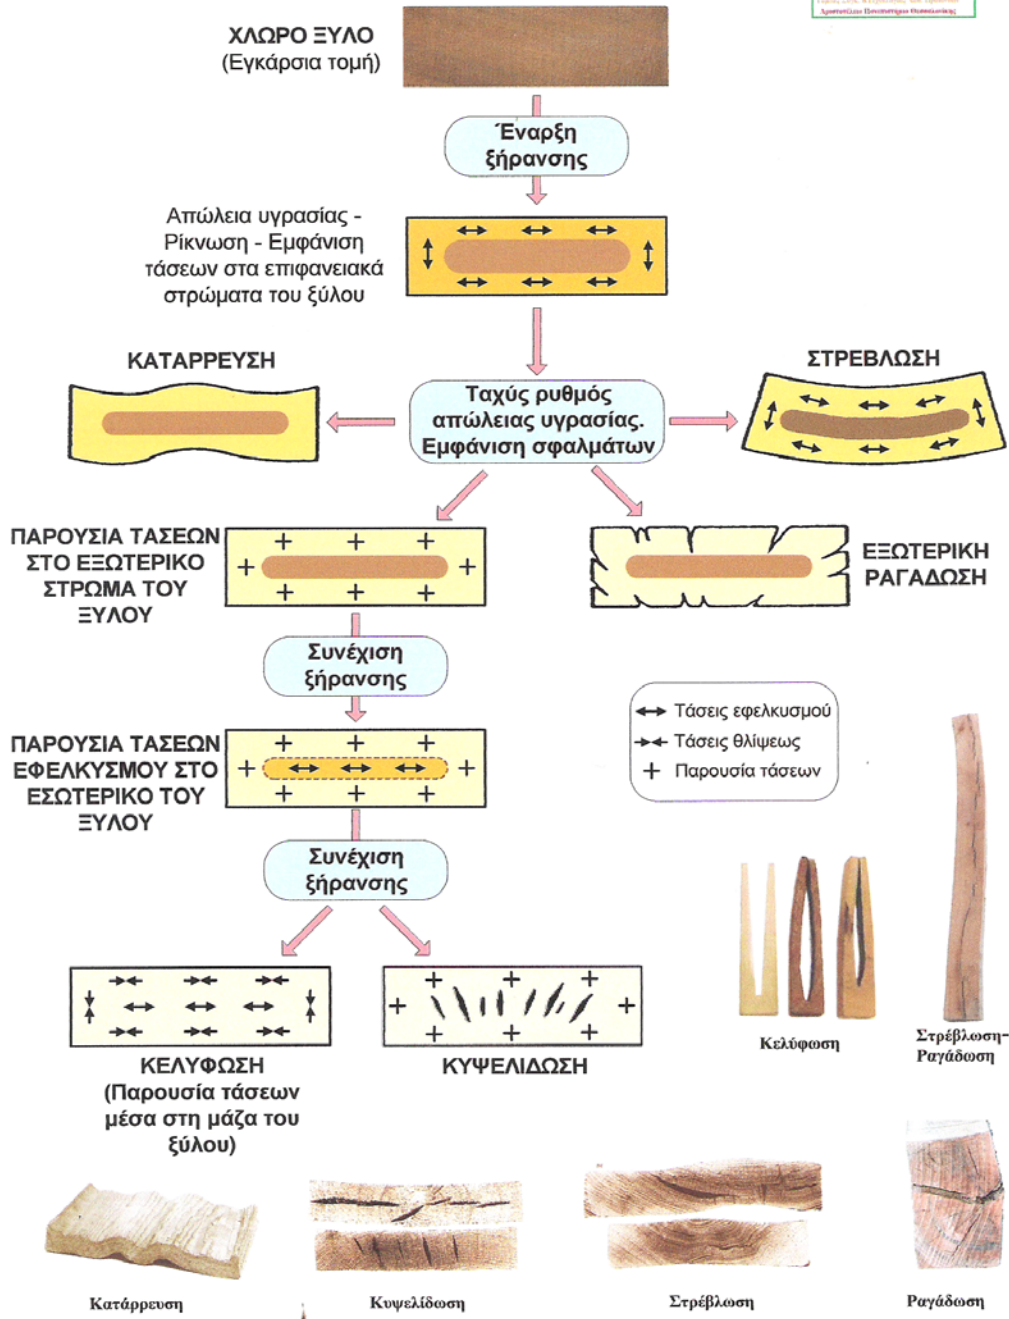 Αριστοτέλειο Πανεπιστήμιο Θεσσαλονίκης
ΧΛΩΡΟ ΞΥΛΟ
(Εγκάρσια τομή)
Έναρξη
ξήρανσης
Απώλεια υγρασίας -
Ρίκνωση - Εμφάνιση
τάσεων στα επιφανειακά
στρώματα του ξύλου
ΚΑΤΑΡΡΕΥΣΗ
ΣΤΡΕΒΛΩΣΗ
Ταχύς ρυθμός
απώλειας υγρασίας.
Εμφάνιση σφαλμάτων
ΠΑΡΟΥΣΙΑ ΤΑΣΕΩΝ
ΣΤΟ ΕΞΩΤΕΡΙΚΟ
ΣΤΡΩΜΑ ΤΟΥ
ΞΥΛΟΥ
ΕΞΩΤΕΡΙΚΗ
ΡΑΓΑΔΩΣΗ
Συνέχιση
ξήρανσης
ΠΑΡΟΥΣΙΑ ΤΑΣΕΩΝ
ΕΦΕΛΚΥΣΜΟΥ ΣΤΟ
ΕΣΩΤΕΡΙΚΟ ΤΟΥ
ΞΥΛΟΥ
Τάσεις εφελκυσμού
Τάσεις θλίψεως
Παρουσία τάσεων
Συνέχιση
ξήρανσης
ΚΕΛΥΦΩΣΗ
(Παρουσία τάσεων
μέσα στη μάζα του
ξύλου)
ΚΥΨΕΛΙΔΩΣΗ
Κελύφωση
Στρέβλωση-
Ραγάδωση
Κατάρρευση
Κυψελίδωση
Στρέβλωση
Ραγάδωση